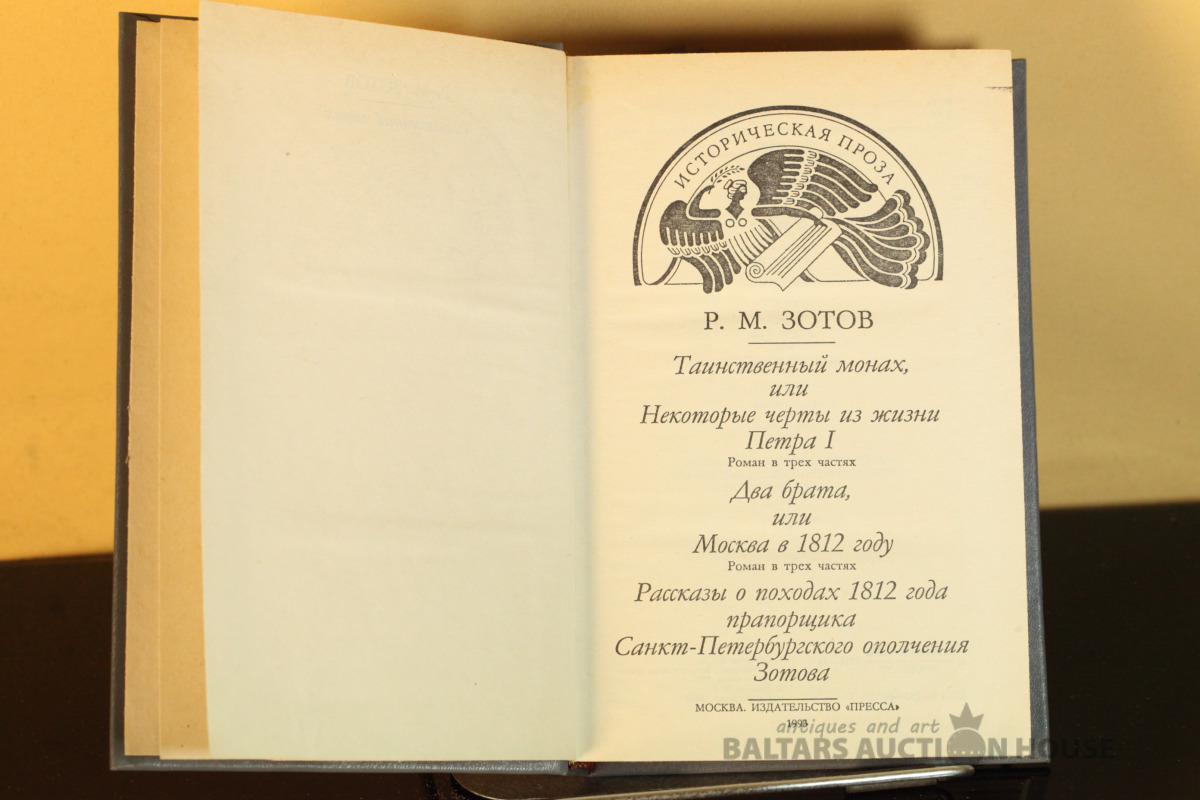 ИСТОРИЧЕСКАЯ ПРОЗА
Р. М. ЗОТОВ
Таинственный монах,
или
Некоторые черты из жизни
Петра I
Роман в трех частях
Два брата,
или
Москва в 1812 году
Роман в трех частях
Рассказы о походах 1812 года
прапорщика
Санкт-Петербургского ополчения
Зотова
МОСКВА. ИЗДАТЕЛЬСТВО «ПРЕССА»
1993
antiques and art
BALTARS AUCTION HOUSE